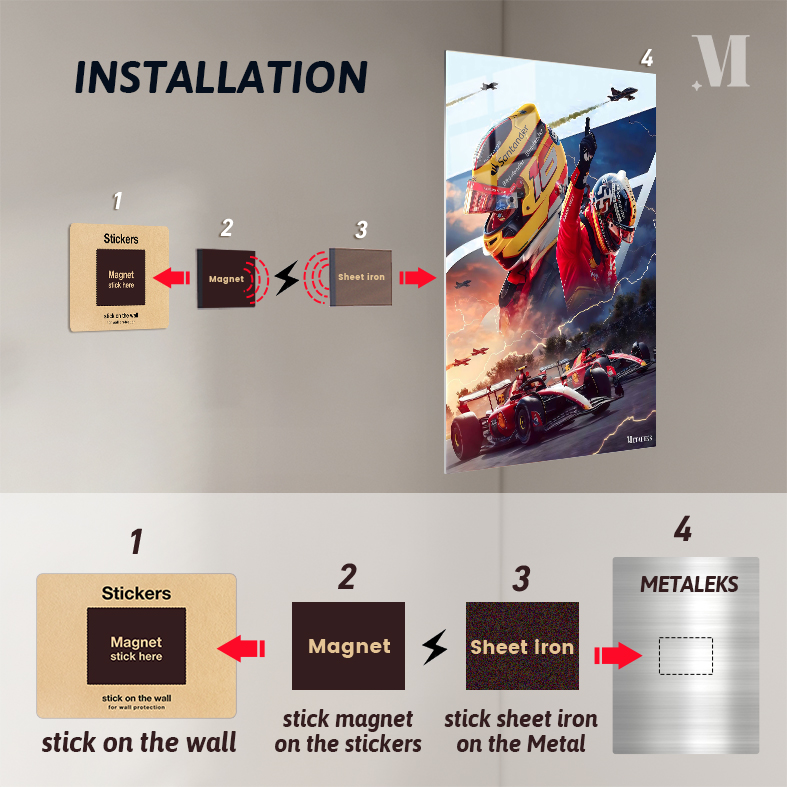 INSTALLATION
M
1
2
3
4
Stickers
Magnet
stick here
stick on the wall
for wall protection
Magnet
Sheet iron
Santander
16
METALEKS
1
2
3
4
Stickers
Magnet
stick here
stick on the wall
for wall protection
Magnet
Sheet iron
METALEKS
stick on the wall
stick magnet
on the stickers
stick sheet iron
on the Metal